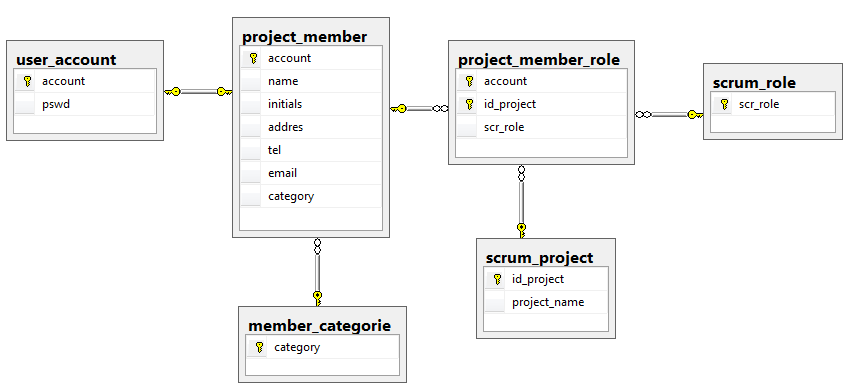 user_account
account
pswd
project_member
account
name
initials
addres
tel
email
category
project_member_role
account
id_project
scr_role
scrum_role
scr_role
scrum_project
id_project
project_name
member_categorie
category